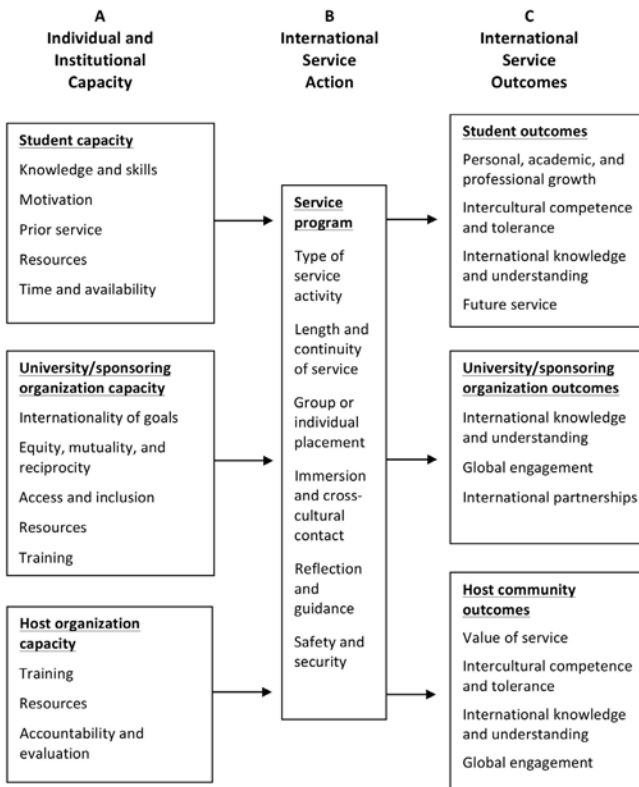 A
Individual and
Institutional
Capacity
B
International
Service
Action
C
International
Service
Outcomes
Student capacity
Knowledge and skills
Motivation
Prior service
Resources
Time and availability
University/sponsoring
organization capacity
Internationality of goals
Equity, mutuality, and
reciprocity
Access and inclusion
Resources
Training
Host organization
capacity
Training
Resources
Accountability and
evaluation
Service
program
Type of
service
activity
Length and
continuity
of service
Group or
individual
placement
Immersion
and cross-
cultural
contact
Reflection
and
guidance
Safety and
security
Student outcomes
Personal, academic, and
professional growth
Intercultural competence
and tolerance
International knowledge
and understanding
Future service
University/sponsoring
organization outcomes
International knowledge
and understanding
Global engagement
International partnerships
Host community
outcomes
Value of service
Intercultural competence
and tolerance
International knowledge
and understanding
Global engagement